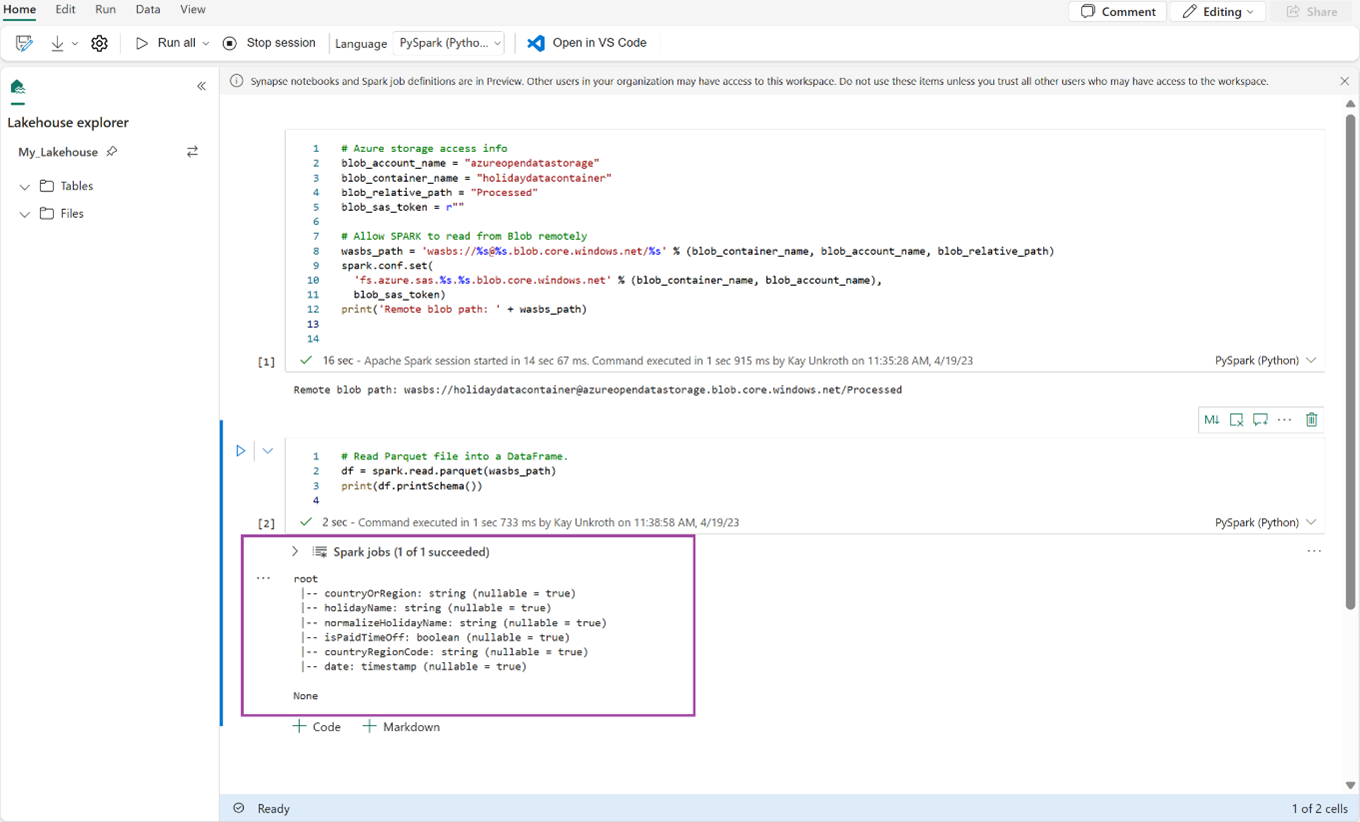 Home Edit Run Data View
Comment Editing Share
Run all Stop session Language PySpark (Pytho... Open in VS Code
Synapse notebooks and Spark job definitions are in Preview. Other users in your organization may have access to this workspace. Do not use these items unless you trust all other users who may have access to the workspace.
Lakehouse explorer
My_Lakehouse
Tables
Files
1 # Azure storage access info
2 blob_account_name = "azureopendatastorage"
3 blob_container_name = "holidaydatacontainer"
4 blob_relative_path = "Processed"
5 blob_sas_token = r""
6
7 # Allow SPARK to read from Blob remotely
8 wasbs_path = 'wasbs://%s@%s.blob.core.windows.net/%s' % (blob_container_name, blob_account_name, blob_relative_path)
9 spark.conf.set(
10 'fs.azure.sas.%s.%s.blob.core.windows.net' % (blob_container_name, blob_account_name),
11 blob_sas_token)
12 print('Remote blob path: ' + wasbs_path)
13
14
[1] 16 sec - Apache Spark session started in 14 sec 67 ms. Command executed in 1 sec 915 ms by Kay Unkroth on 11:35:28 AM, 4/19/23 PySpark (Python)
Remote blob path: wasbs://holidaydatacontainer@azureopendatastorage.blob.core.windows.net/Processed
M↓ ...
1 # Read Parquet file into a DataFrame.
2 df = spark.read.parquet(wasbs_path)
3 print(df.printSchema())
4
[2] 2 sec - Command executed in 1 sec 733 ms by Kay Unkroth on 11:38:58 AM, 4/19/23 PySpark (Python)
Spark jobs (1 of 1 succeeded) ...
... root
|-- countryOrRegion: string (nullable = true)
|-- holidayName: string (nullable = true)
|-- normalizeHolidayName: string (nullable = true)
|-- isPaidTimeOff: boolean (nullable = true)
|-- countryRegionCode: string (nullable = true)
|-- date: timestamp (nullable = true)
None
+ Code + Markdown
Ready 1 of 2 cells